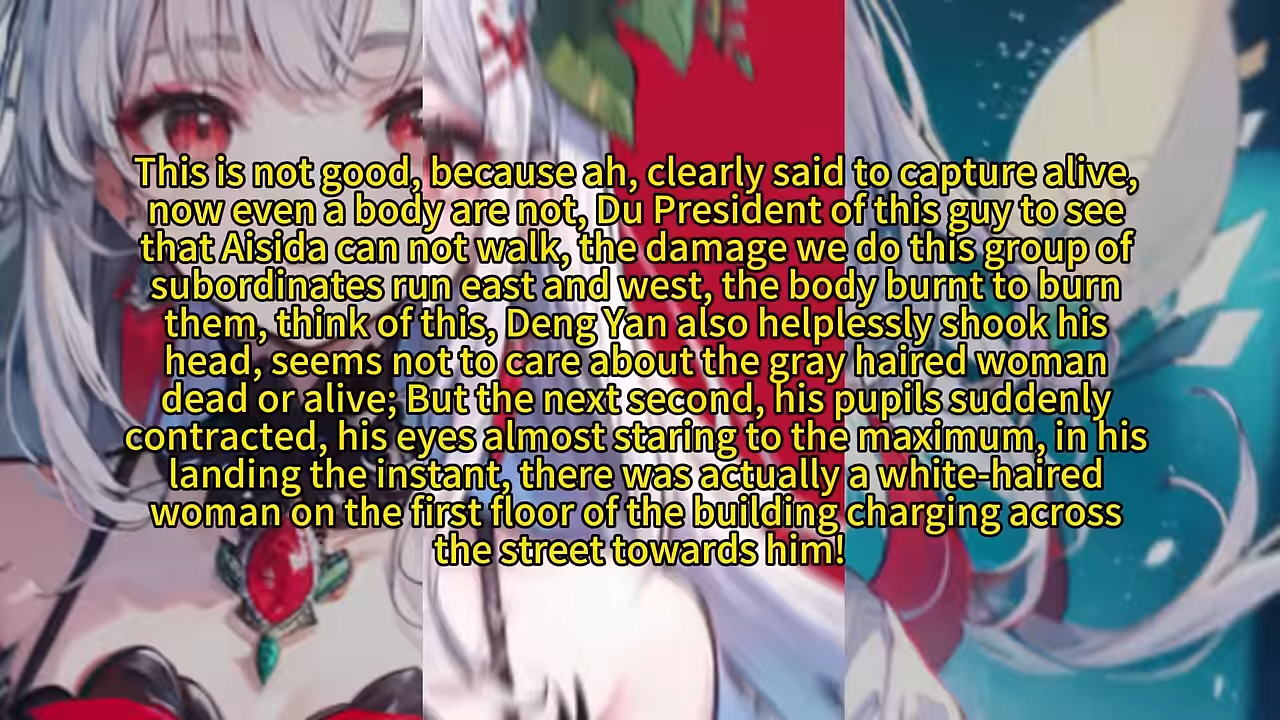 This is not good, because ah, clearly said to capture alive,
now even a body are not, Du President of this guy to see
that Aisida can not walk, the damage we do this group of
subordinates run east and west, the body burnt to burn
them, think of this, Deng Yan also helplessly shook his
head, seems not to care about the gray haired woman
dead or alive; But the next second, his pupils suddenly
contracted, his eyes almost staring to the maximum, in his
landing the instant, there was actually a white-haired
woman on the first floor of the building charging across
the street towards him!